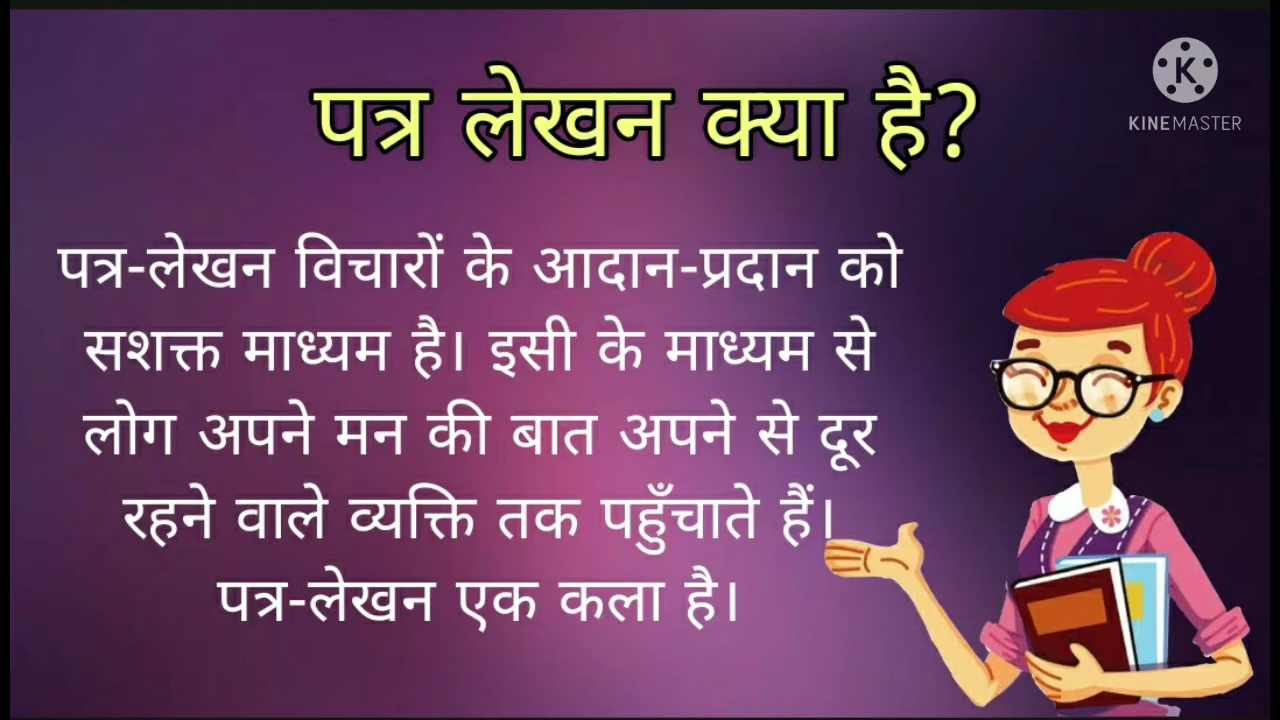 पत्र लेखन क्या है?
K
KINEMASTER
पत्र-लेखन विचारों के आदान-प्रदान को
सशक्त माध्यम है। इसी के माध्यम से
लोग अपने मन की बात अपने से दूर
रहने वाले व्यक्ति तक पहुँचाते हैं।
पत्र-लेखन एक कला है।